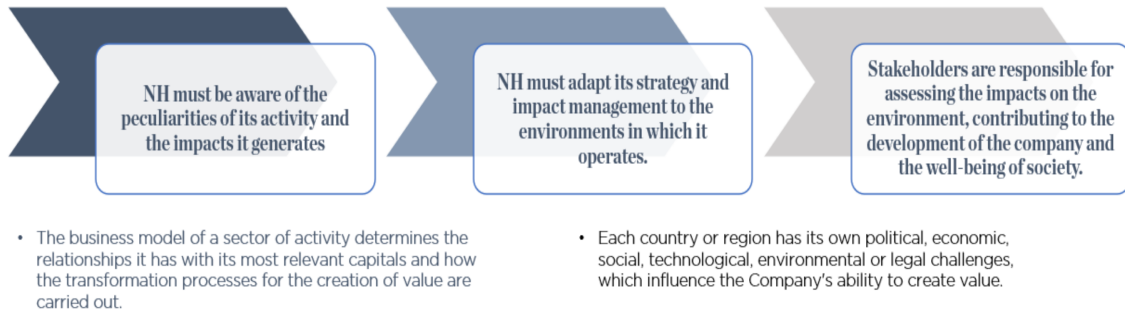 NH must be aware of the
peculiarities of its activity and
the impacts it generates
NH must adapt its strategy and
impact management to the
environments in which it
operates.
Stakeholders are responsible for
assessing the impacts on the
environment, contributing to the
development of the company and
the well-being of society.
• The business model of a sector of activity determines the
relationships it has with its most relevant capitals and how
the transformation processes for the creation of value are
carried out.
• Each country or region has its own political, economic,
social, technological, environmental or legal challenges,
which influence the Company's ability to create value.